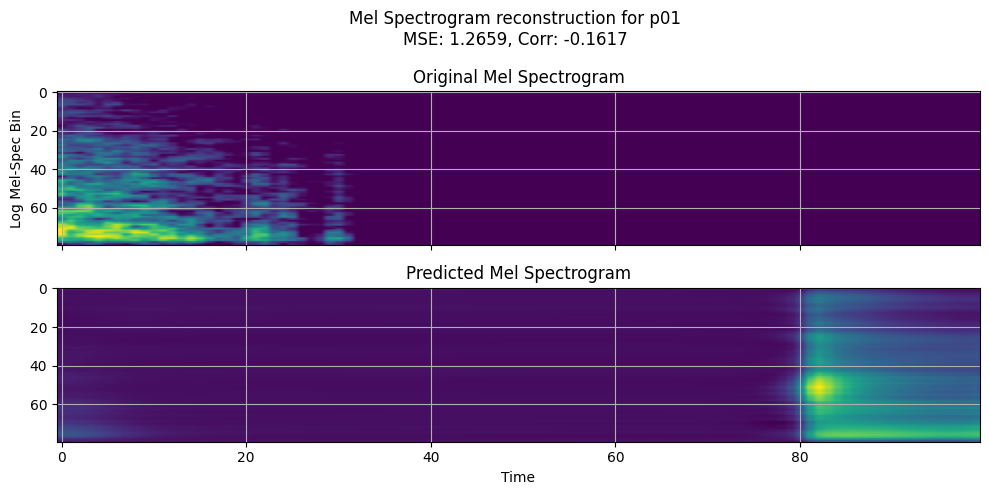 Mel Spectrogram reconstruction for p01
MSE: 1.2659, Corr: -0.1617
Original Mel Spectrogram
0
20
40
60
Log Mel-Spec Bin
Predicted Mel Spectrogram
0
20
40
60
0 20 40 60 80
Time